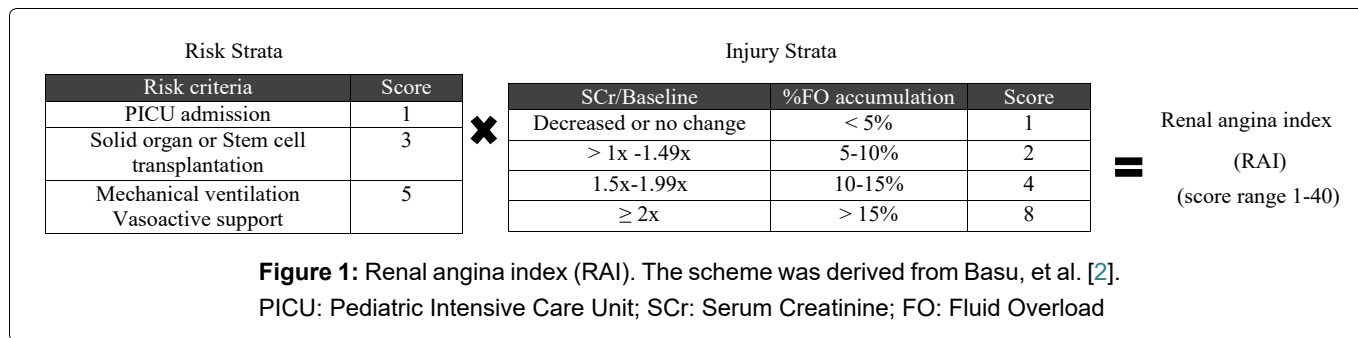 Risk Strata
Risk criteria Score
PICU admission 1
Solid organ or Stem cell transplantation 3
Mechanical ventilation 5
Vasoactive support
✖
Injury Strata
SCr/Baseline %FO accumulation Score
Decreased or no change < 5% 1
> 1x -1.49x 5-10% 2
1.5x-1.99x 10-15% 4
≥ 2x > 15% 8
=
Renal angina index
(RAI)
(score range 1-40)
Figure 1: Renal angina index (RAI). The scheme was derived from Basu, et al. [2].
PICU: Pediatric Intensive Care Unit; SCr: Serum Creatinine; FO: Fluid Overload